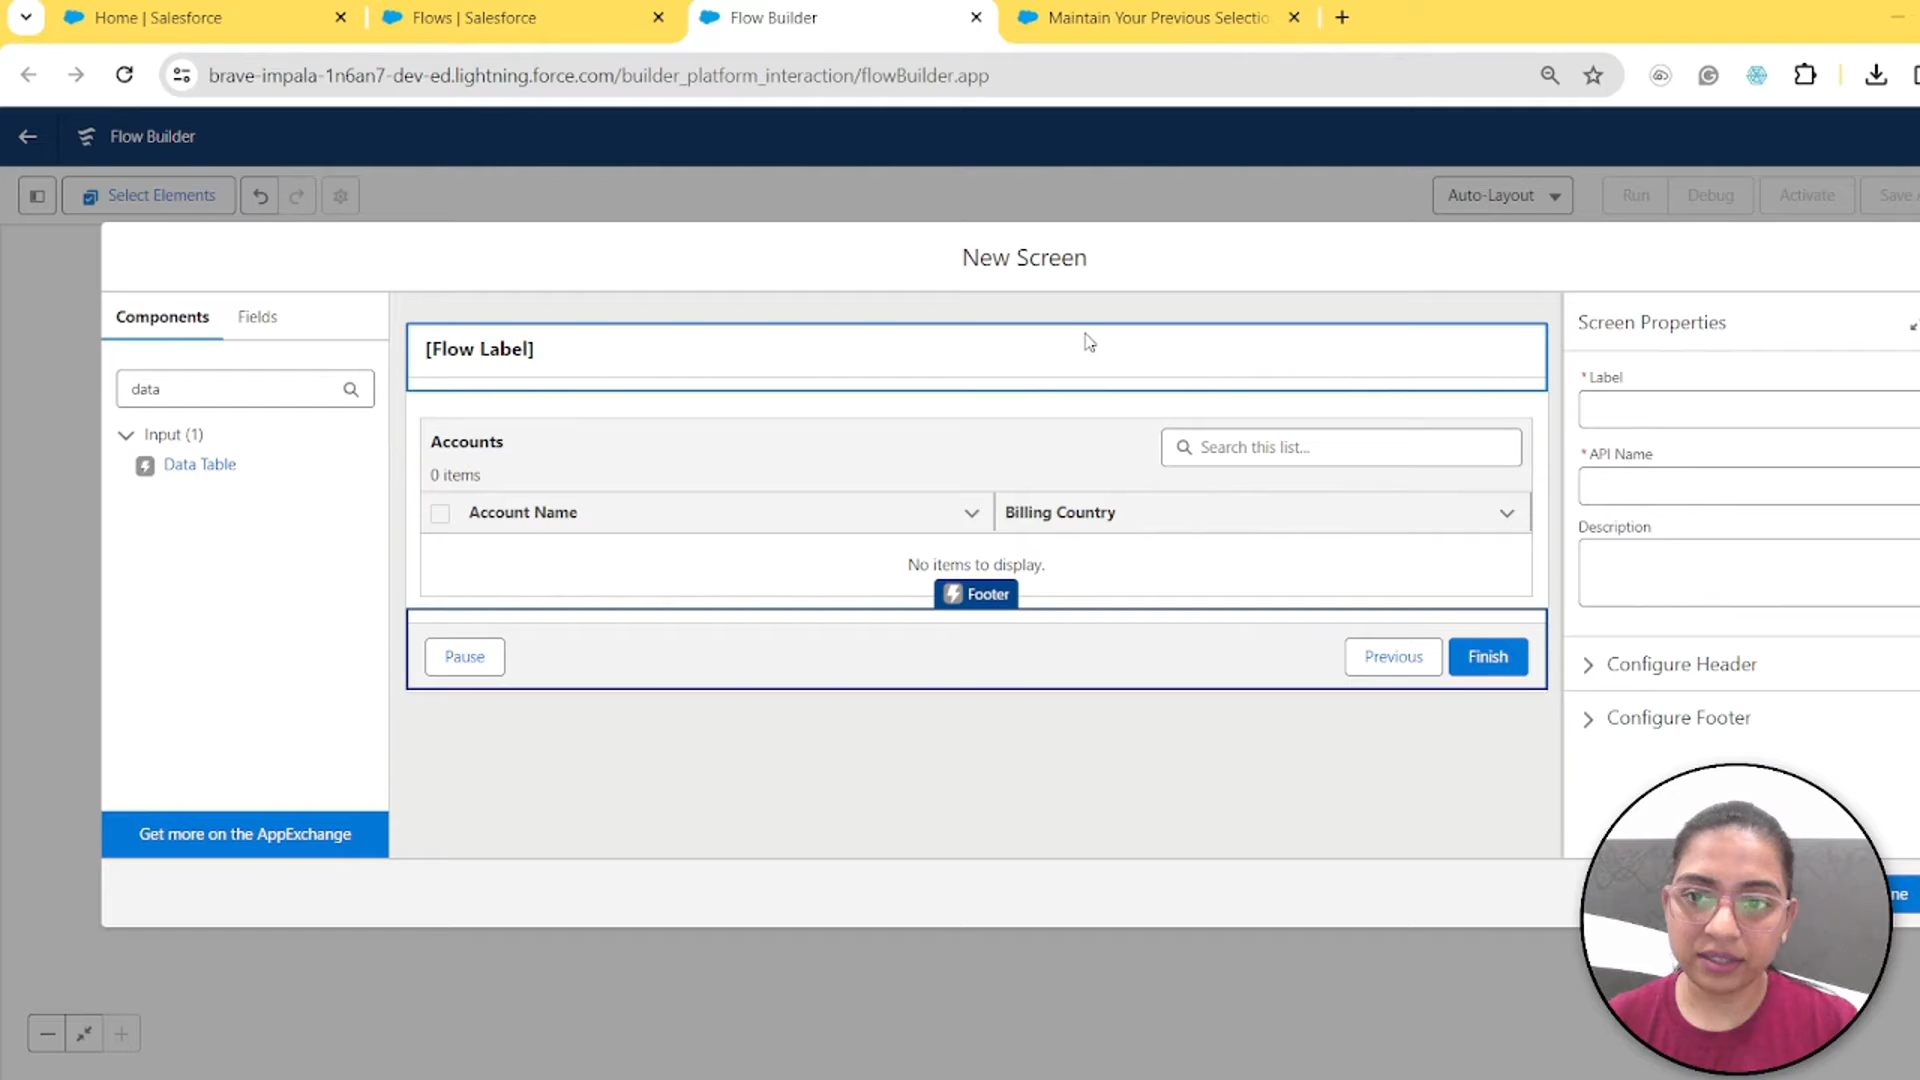 Home | Salesforce
Flows | Salesforce
Flow Builder
Maintain Your Previous Selectio
brave-impala-1n6an7-dev-ed.lightning.force.com/builder_platform_interaction/flowBuilder.app
Flow Builder
Select Elements
Auto-Layout
Run
Debug
Activate
Save A
New Screen
Components
Fields
data
Input (1)
Data Table
Get more on the AppExchange
[Flow Label]
Accounts
0 items
Search this list...
Account Name
Billing Country
No items to display.
Footer
Pause
Previous
Finish
Screen Properties
*Label
*API Name
Description
Configure Header
Configure Footer
ne